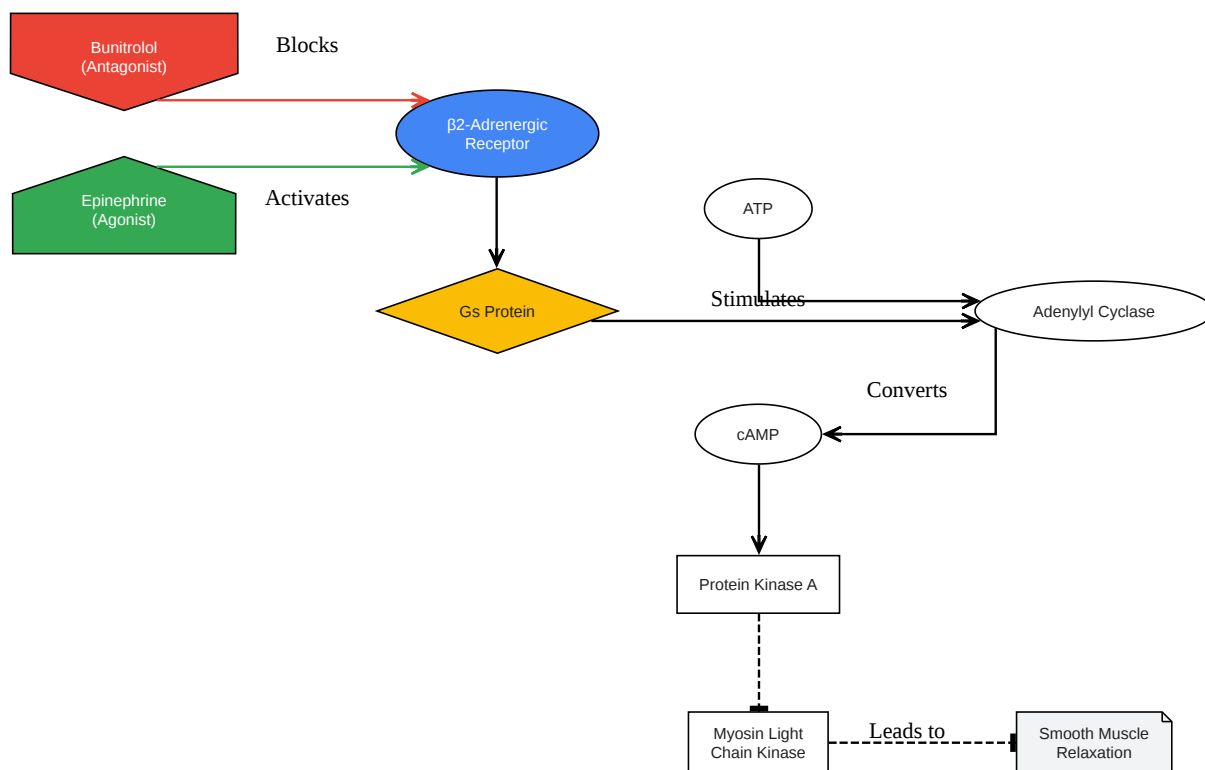 Bunitrolol
(Antagonist)
Blocks
β2-Adrenergic
Receptor
Epinephrine
(Agonist)
Activates
ATP
Stimulates
Gs Protein
Adenylyl Cyclase
Converts
cAMP
Protein Kinase A
Myosin Light
Chain Kinase
Leads to
Smooth Muscle
Relaxation